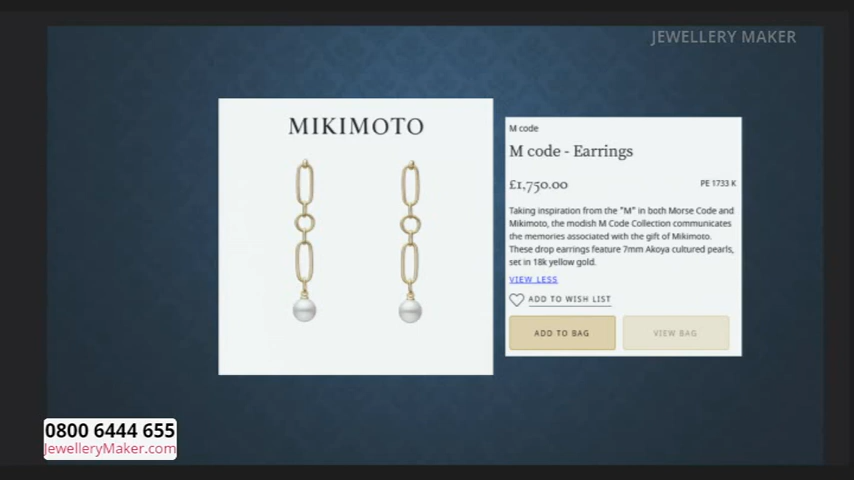 JEWELLERY MAKER
MIKIMOTO
M code
M code - Earrings
£1,750.00
PE 1733 K
Taking inspiration from the "M" in both Morse Code and
Mikimoto, the modish M Code Collection communicates
the memories associated with the gift of Mikimoto.
These drop earrings feature 7mm Akoya cultured pearls,
set in 18k yellow gold.
VIEW LESS
ADD TO WISH LIST
ADD TO BAG
VIEW BAG
0800 6444 655
JewelleryMaker.com